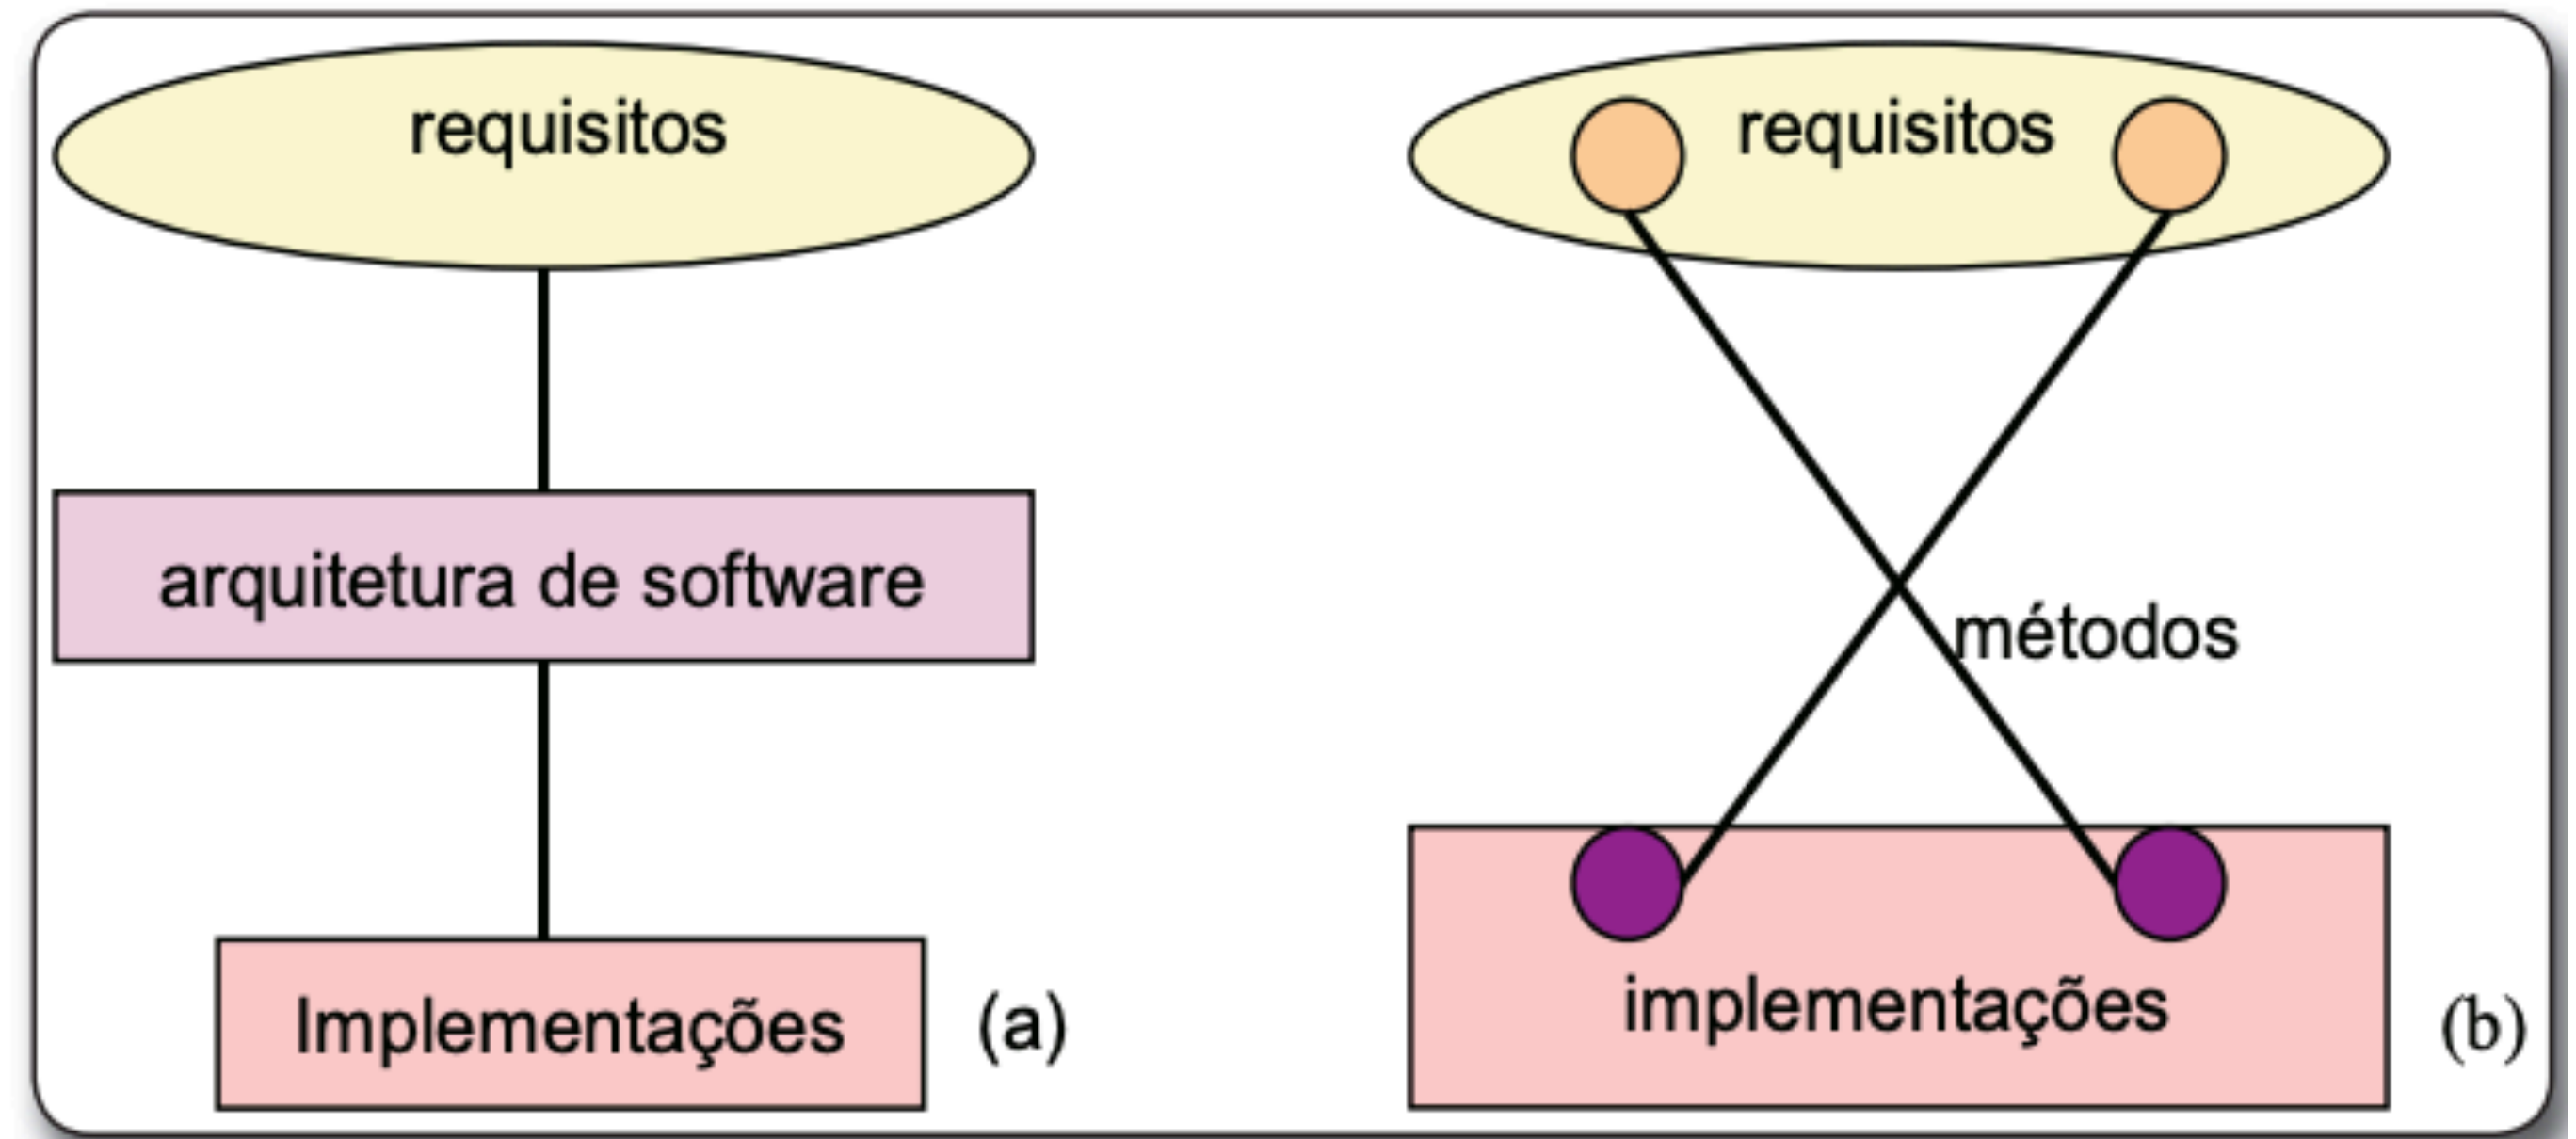 requisitos
arquitetura de software
Implementações
(a)
requisitos
métodos
implementações
(b)